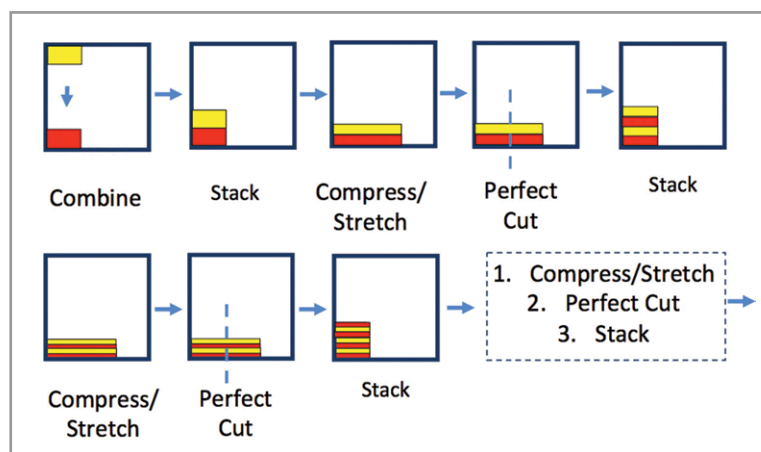 Combine
Stack
Compress/
Stretch
Perfect
Cut
Stack
Compress/
Stretch
Perfect
Cut
Stack
1. Compress/Stretch
2. Perfect Cut
3. Stack